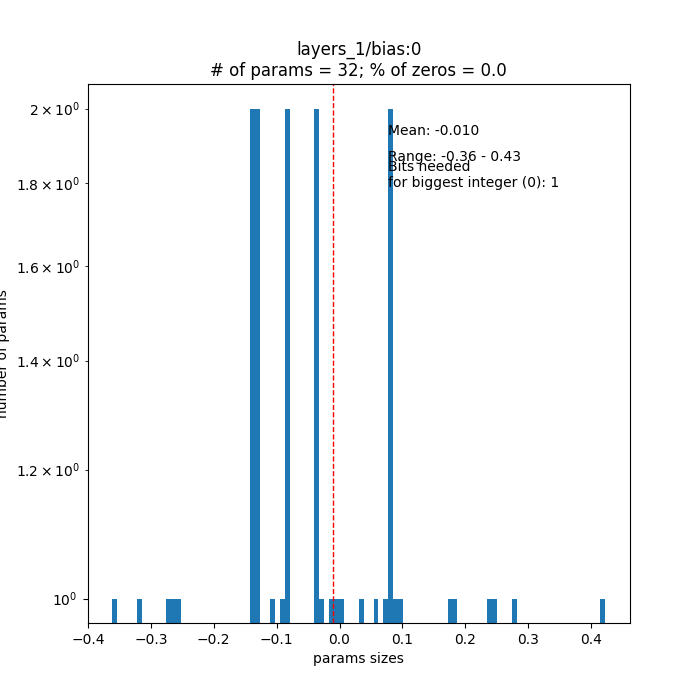 layers_1/bias:0
# of params = 32; % of zeros = 0.0
2 × 10⁰
1.8 × 10⁰
1.6 × 10⁰
1.4 × 10⁰
1.2 × 10⁰
10⁰
number of params
Mean: -0.010
Range: -0.36 - 0.43
Bits needed
for biggest integer (0): 1
−0.4 −0.3 −0.2 −0.1 0.0 0.1 0.2 0.3 0.4
params sizes